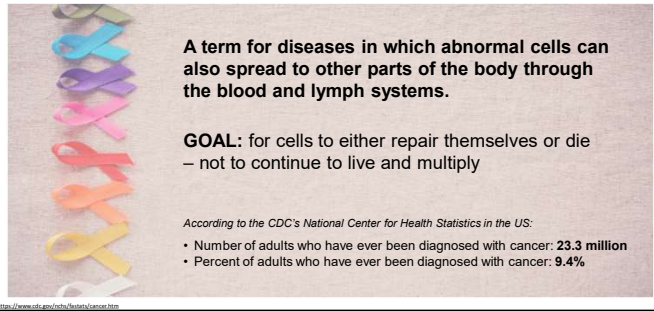 A term for diseases in which abnormal cells can
also spread to other parts of the body through
the blood and lymph systems.
GOAL: for cells to either repair themselves or die
– not to continue to live and multiply
According to the CDC's National Center for Health Statistics in the US:
• Number of adults who have ever been diagnosed with cancer: 23.3 million
• Percent of adults who have ever been diagnosed with cancer: 9.4%
ttps://www.cdc.gov/nchs/fastats/cancer.htm